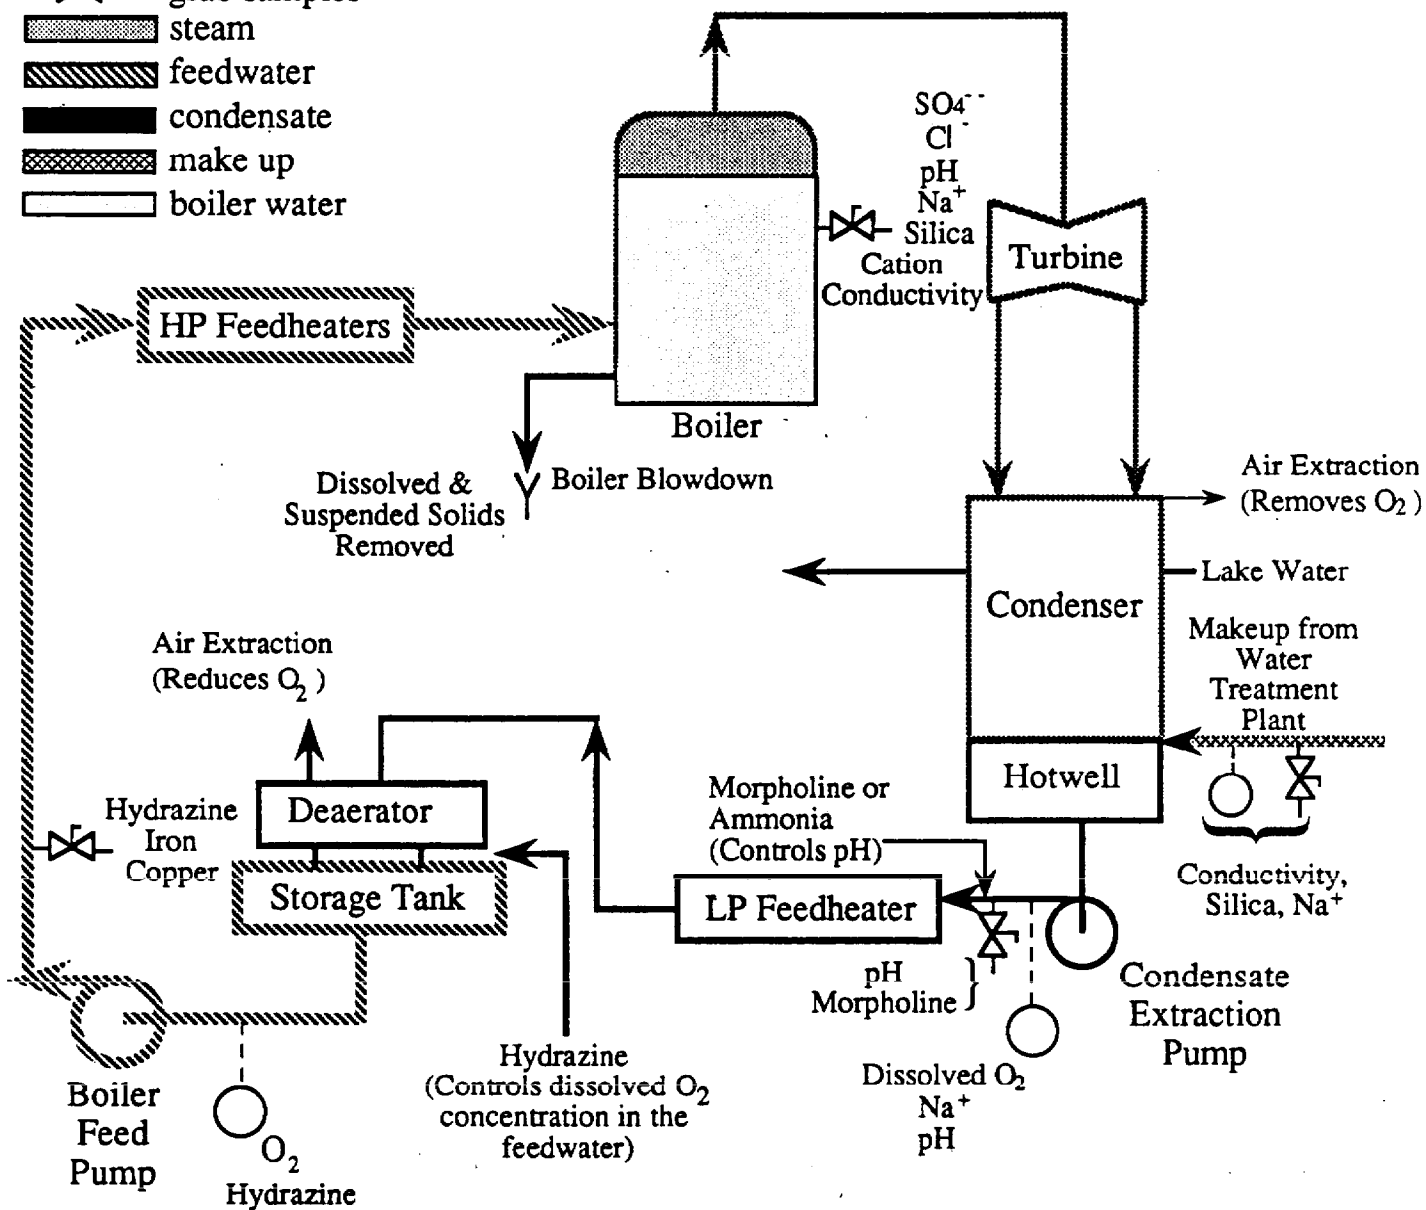 grab samples
steam
feedwater
condensate
make up
boiler water
SO4--
Cl-
pH
Na+
Silica
Cation
Conductivity
Turbine
HP Feedheaters
Boiler
Dissolved &
Suspended Solids
Removed
Boiler Blowdown
Air Extraction
(Removes O2)
Lake Water
Condenser
Makeup from
Water
Treatment
Plant
Hotwell
Conductivity,
Silica, Na+
Air Extraction
(Reduces O2)
Deaerator
Storage Tank
Hydrazine
Iron
Copper
Morpholine or
Ammonia
(Controls pH)
LP Feedheater
pH
Morpholine
Condensate
Extraction
Pump
Dissolved O2
Na+
pH
Hydrazine
(Controls dissolved O2
concentration in the
feedwater)
Boiler
Feed
Pump
O2
Hydrazine